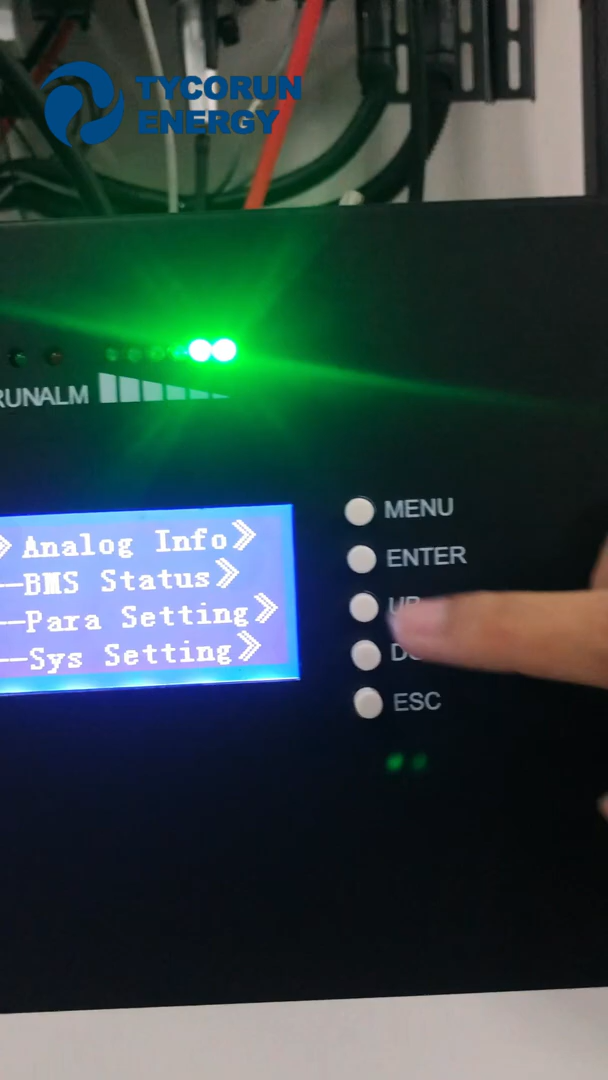 TYCORUN
ENERGY
RUN ALM
MENU
Analog Info
ENTER
--BMS Status
UP
--Para Setting
--Sys Setting
ESC